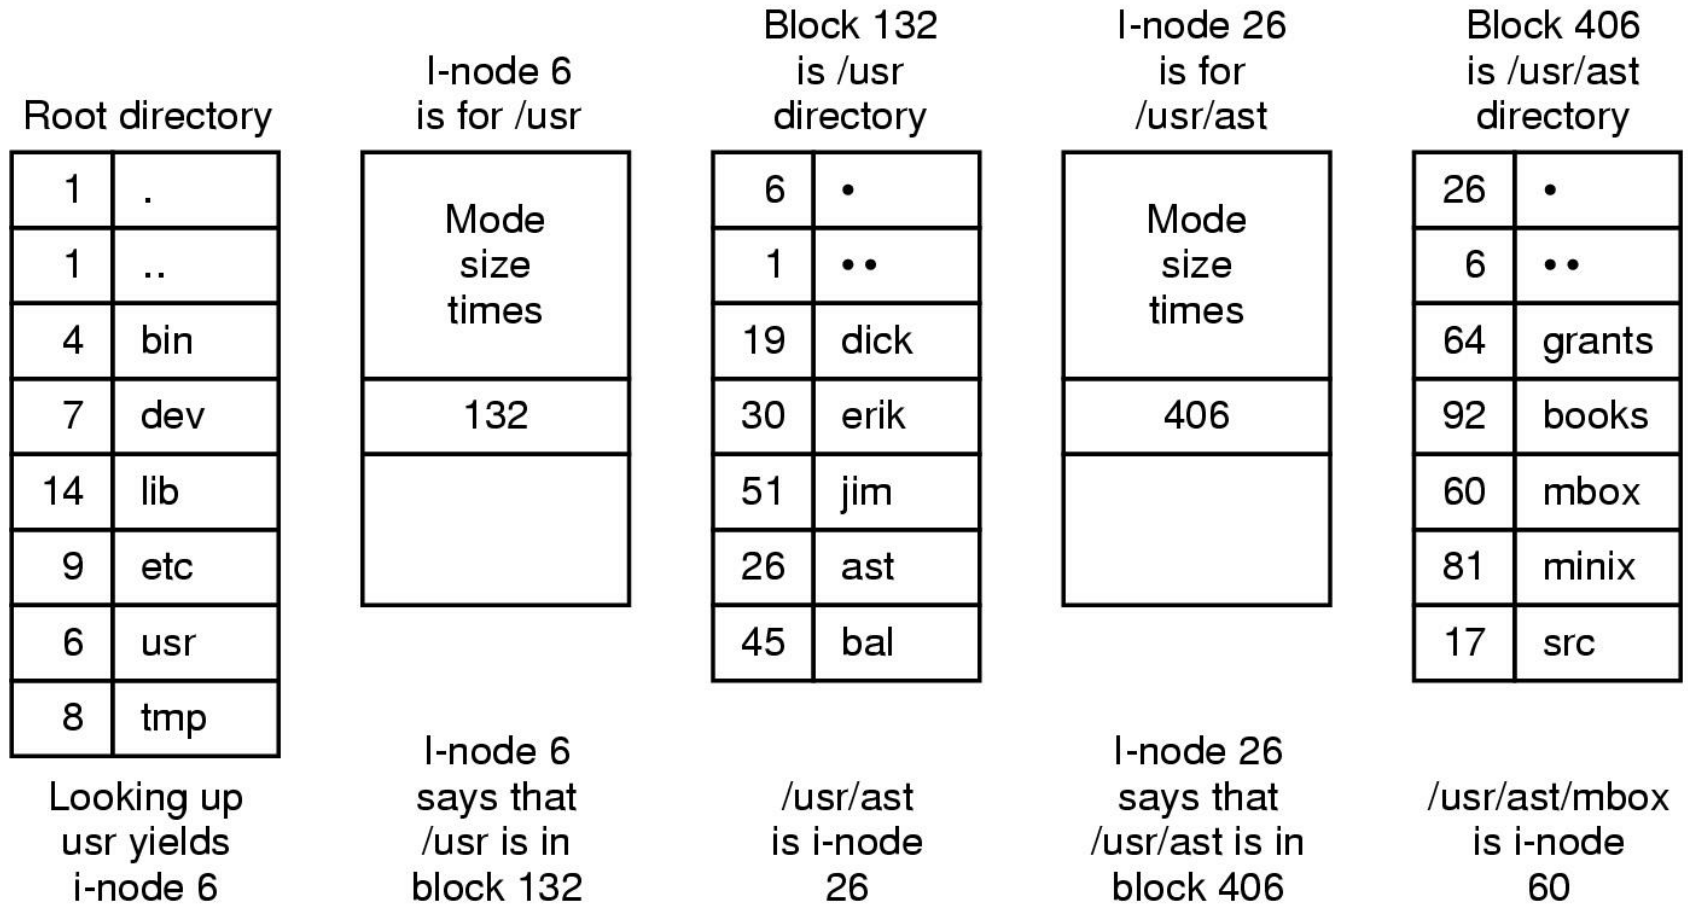 Root directory
1 .
1 ..
4 bin
7 dev
14 lib
9 etc
6 usr
8 tmp
Looking up
usr yields
i-node 6
I-node 6
is for /usr
Mode
size
times
132
I-node 6
says that
/usr is in
block 132
Block 132
is /usr
directory
6 •
1 ••
19 dick
30 erik
51 jim
26 ast
45 bal
/usr/ast
is i-node
26
I-node 26
is for
/usr/ast
Mode
size
times
406
I-node 26
says that
/usr/ast is in
block 406
Block 406
is /usr/ast
directory
26 •
6 ••
64 grants
92 books
60 mbox
81 minix
17 src
/usr/ast/mbox
is i-node
60